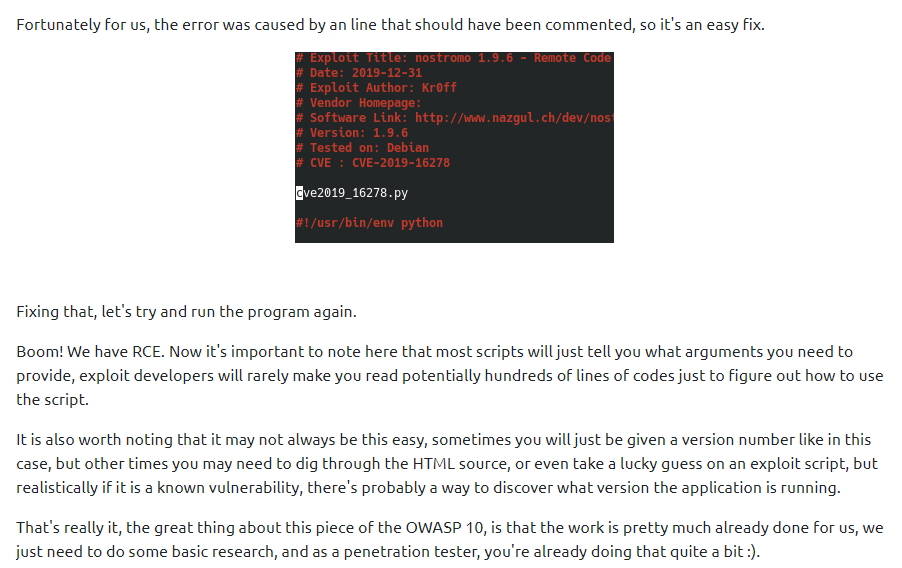 Fortunately for us, the error was caused by an line that should have been commented, so it's an easy fix.
# Exploit Title: nostromo 1.9.6 - Remote Code
# Date: 2019-12-31
# Exploit Author: Kr0ff
# Vendor Homepage:
# Software Link: http://www.nazgul.ch/dev/nost
# Version: 1.9.6
# Tested on: Debian
# CVE : CVE-2019-16278
cve2019_16278.py
#!/usr/bin/env python
Fixing that, let's try and run the program again.
Boom! We have RCE. Now it's important to note here that most scripts will just tell you what arguments you need to
provide, exploit developers will rarely make you read potentially hundreds of lines of codes just to figure out how to use
the script.
It is also worth noting that it may not always be this easy, sometimes you will just be given a version number like in this
case, but other times you may need to dig through the HTML source, or even take a lucky guess on an exploit script, but
realistically if it is a known vulnerability, there's probably a way to discover what version the application is running.
That's really it, the great thing about this piece of the OWASP 10, is that the work is pretty much already done for us, we
just need to do some basic research, and as a penetration tester, you're already doing that quite a bit :).